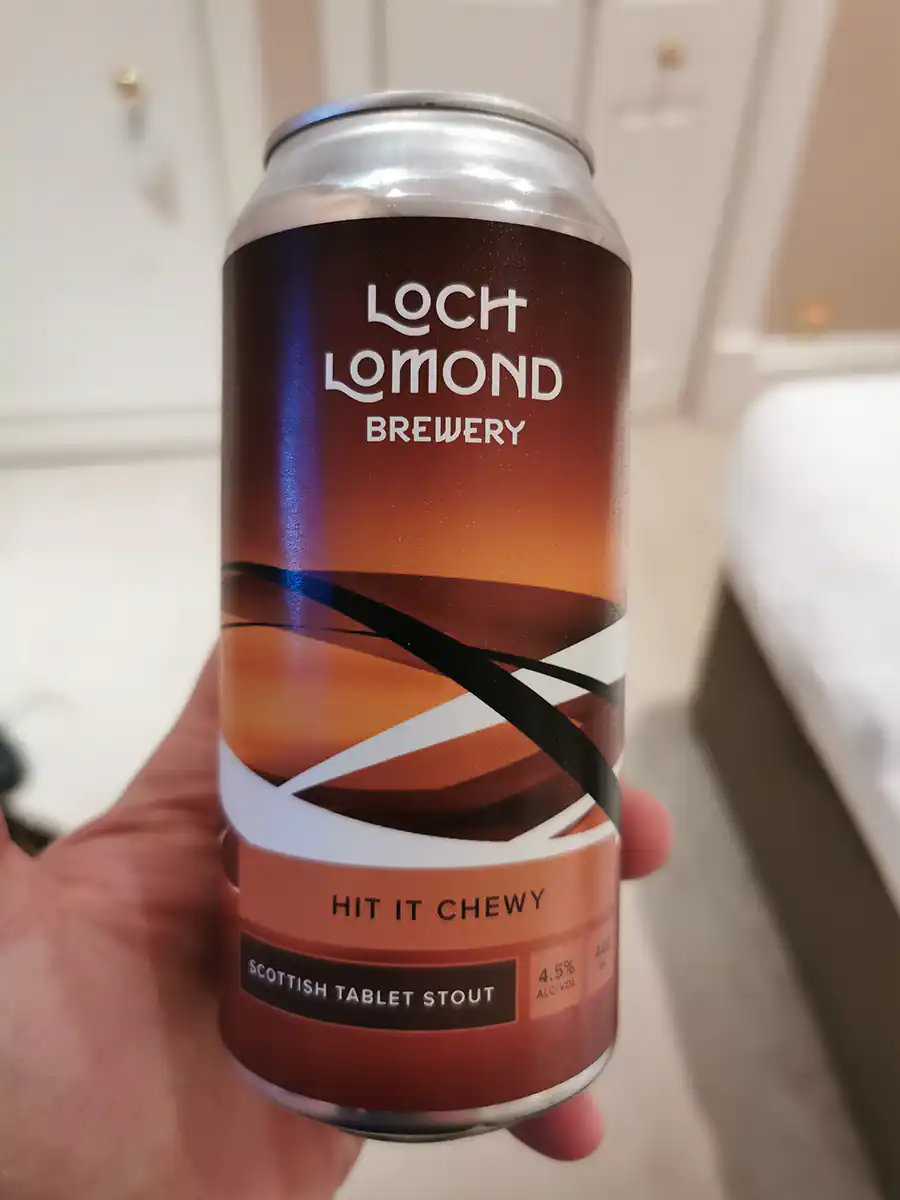 LOCH
LOMOND
BREWERY
HIT IT CHEWY
SCOTTISH TABLET STOUT
4.5%
ALC/VOL